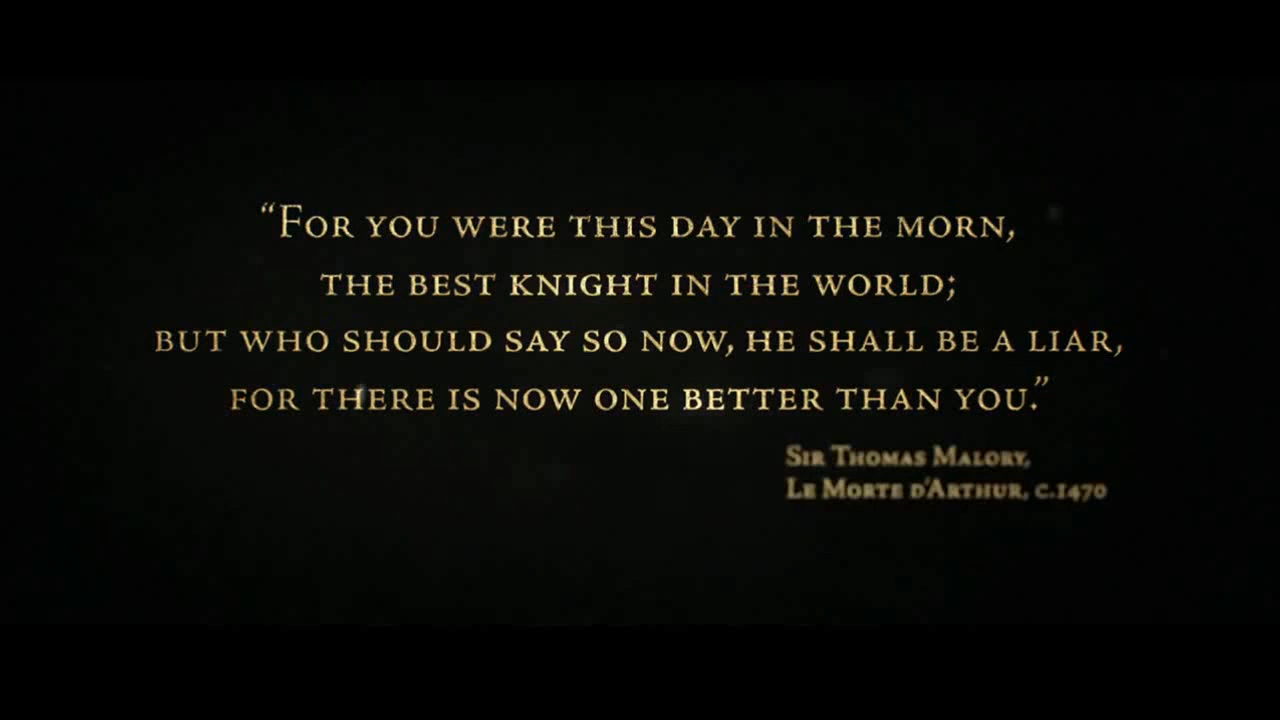 “FOR YOU WERE THIS DAY IN THE MORN,
THE BEST KNIGHT IN THE WORLD;
BUT WHO SHOULD SAY SO NOW, HE SHALL BE A LIAR,
FOR THERE IS NOW ONE BETTER THAN YOU.”
SIR THOMAS MALORY,
LE MORTE D'ARTHUR, C.1470